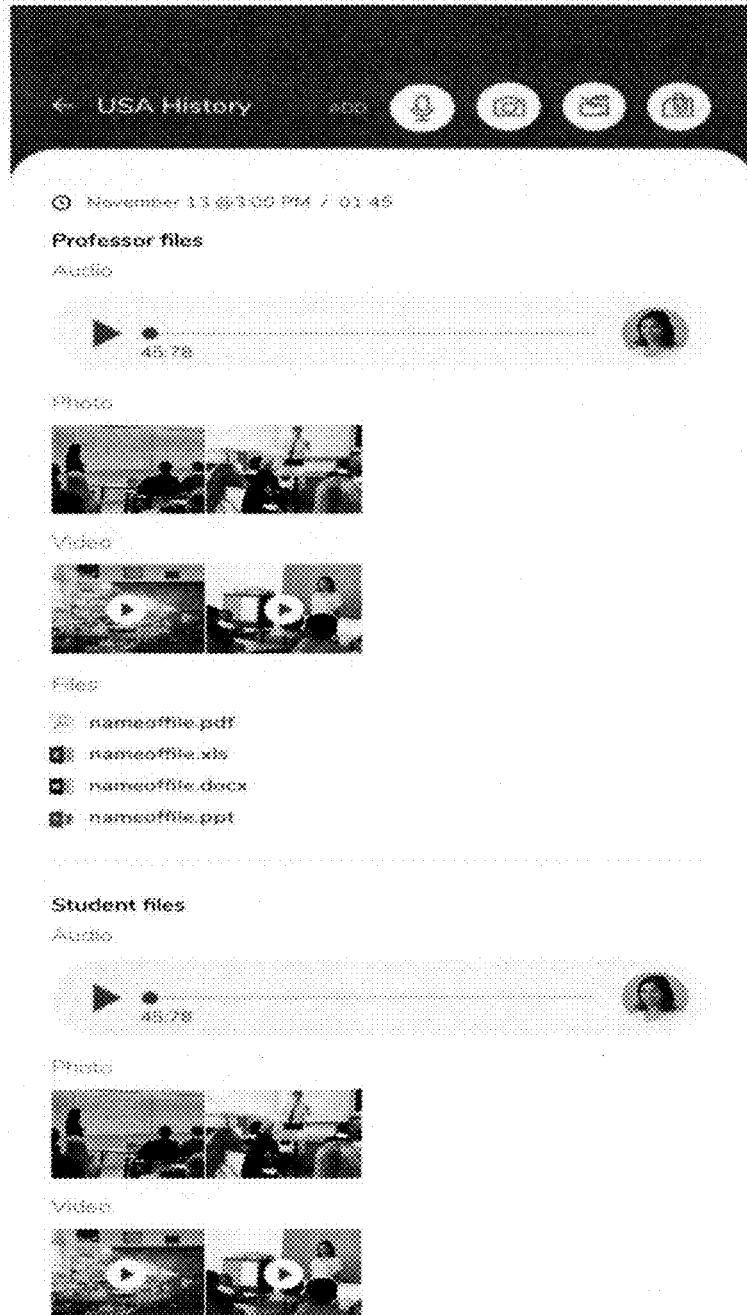 ← USA History ADD
November 13 @3:00 PM / 01:45
Professor files
Audio
45.78
Photo
Video
Files
nameoffile.pdf
nameoffile.xls
nameoffile.docx
nameoffile.ppt
Student files
Audio
45.78
Photo
Video